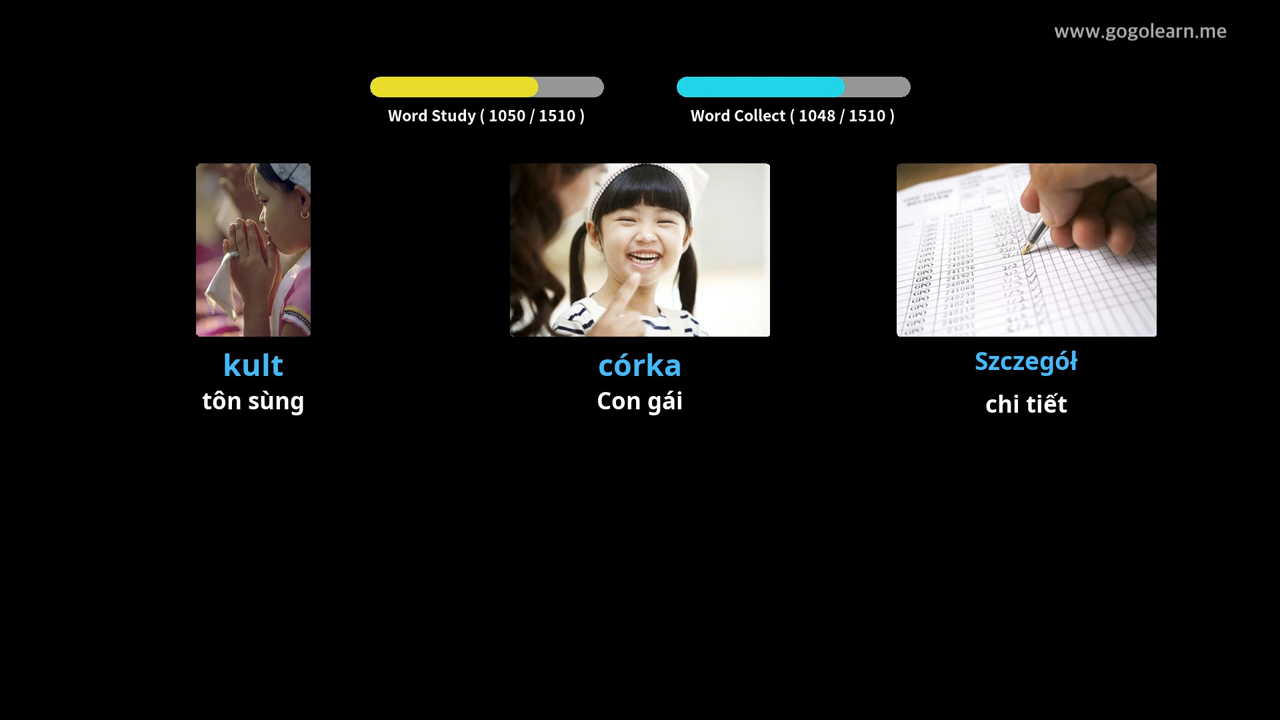 www.gogolearn.me
Word Study ( 1050 / 1510 )
Word Collect ( 1048 / 1510 )
kult
tôn sùng
córka
Con gái
Szczegół
chi tiết